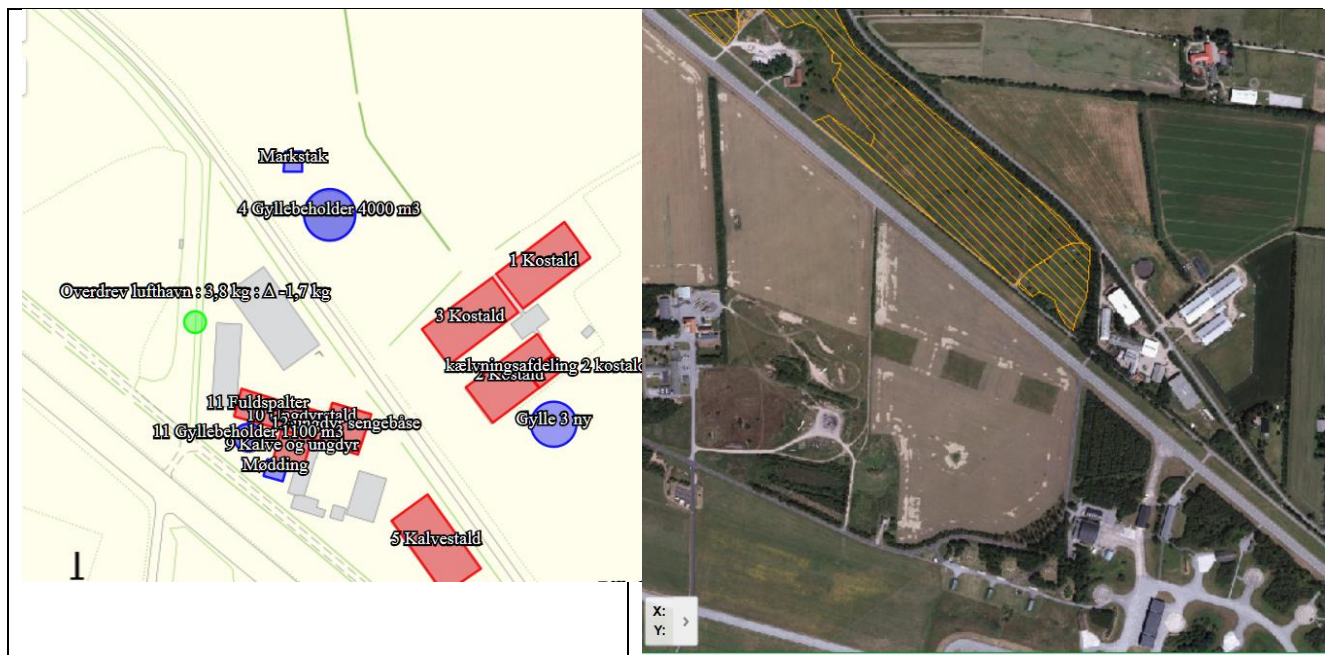 Markstak
4 Gyllebeholder 4000 m3
1 Kostald
Overdrev lufthavn : 3,8 kg : Δ -1,7 kg
3 Kostald
kælvningsafdeling 2 kostald
2 Kostald
11 Fuldspalter
sengebåse
Gylle 3 ny
11 Gyllebeholder 1100 m3
9 Kalve og ungdyr
Mødding
5 Kalvestald
X:
Y: